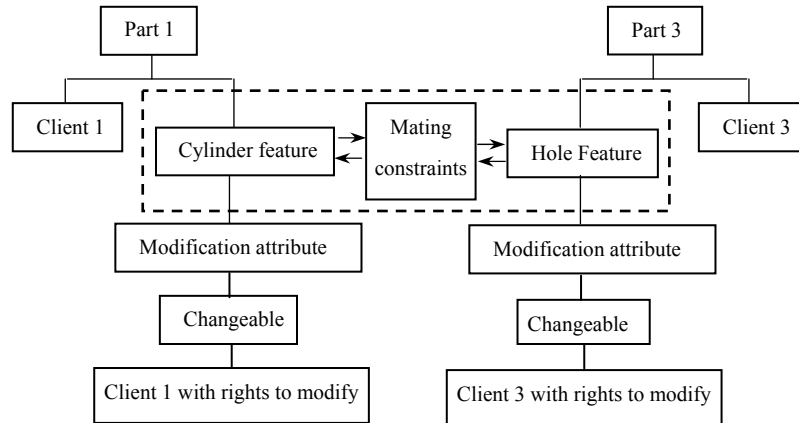 Part 1
Part 3
Client 1
Client 3
Cylinder feature
Mating
constraints
Hole Feature
Modification attribute
Modification attribute
Changeable
Changeable
Client 1 with rights to modify
Client 3 with rights to modify